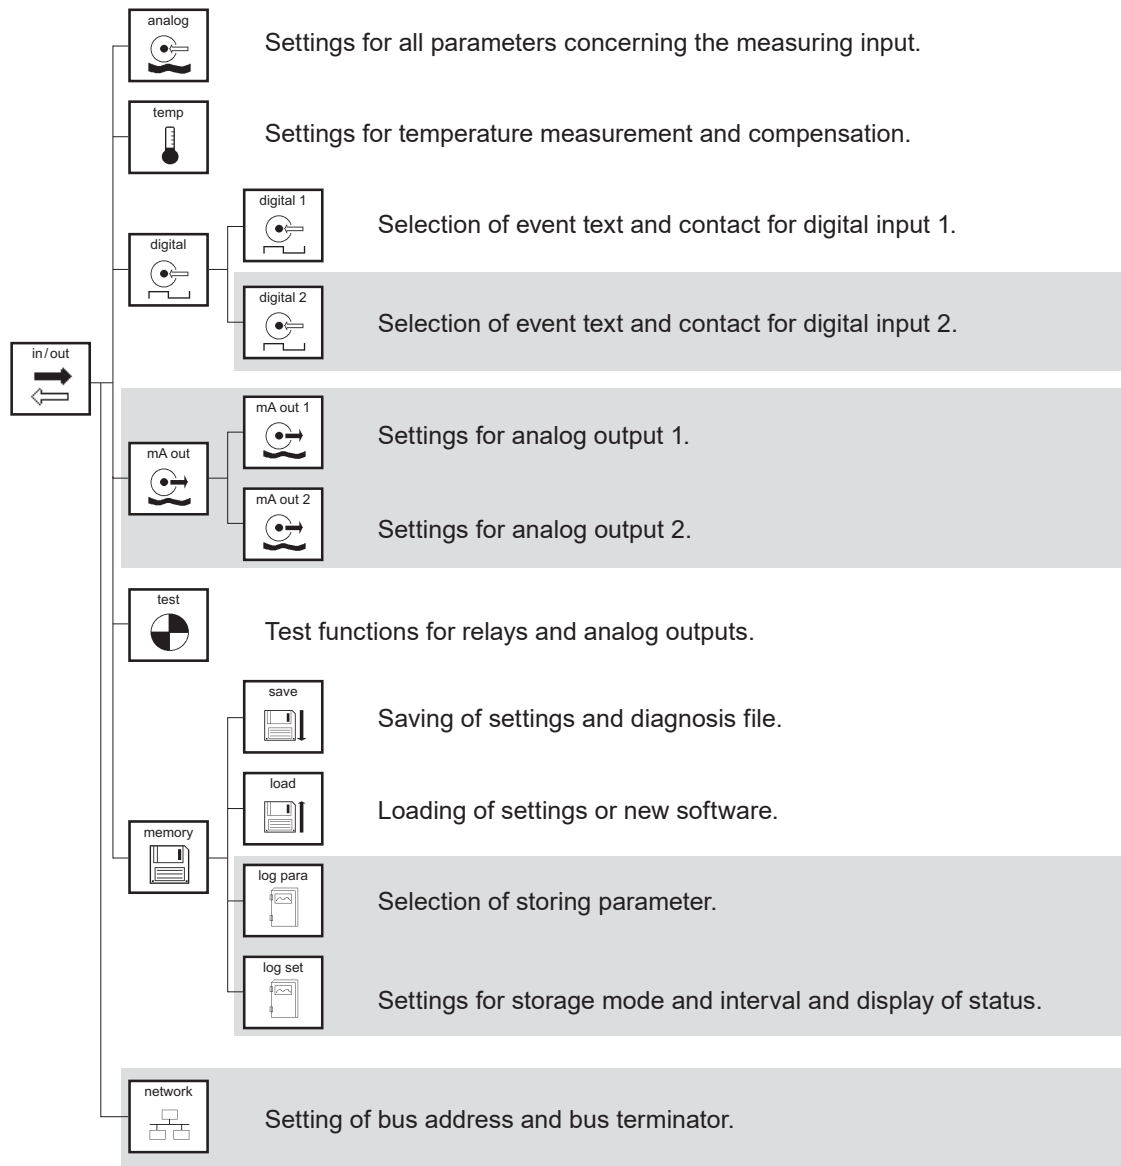 analog
Settings for all parameters concerning the measuring input.
temp
Settings for temperature measurement and compensation.
digital 1
Selection of event text and contact for digital input 1.
digital
digital 2
Selection of event text and contact for digital input 2.
in/out
mA out 1
Settings for analog output 1.
mA out
mA out 2
Settings for analog output 2.
test
Test functions for relays and analog outputs.
save
Saving of settings and diagnosis file.
load
Loading of settings or new software.
memory
log para
Selection of storing parameter.
log set
Settings for storage mode and interval and display of status.
network
Setting of bus address and bus terminator.